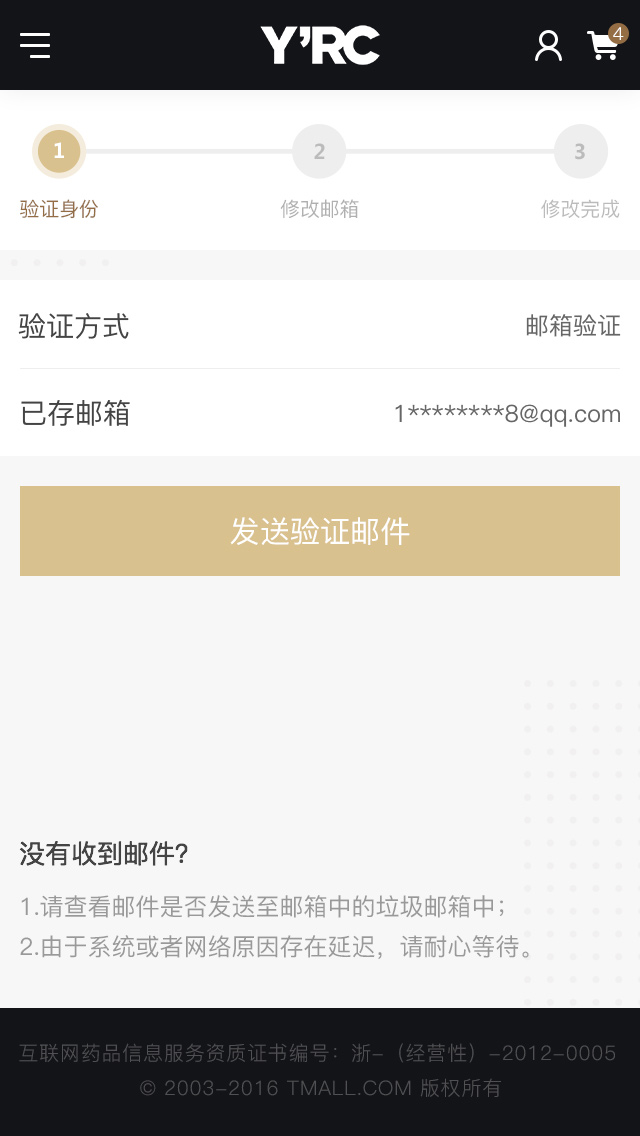 Y'RC
4
1
2
3
验证身份
修改邮箱
修改完成
验证方式
邮箱验证
已存邮箱
1********8@qq.com
发送验证邮件
没有收到邮件?
1.请查看邮件是否发送至邮箱中的垃圾邮箱中；
2.由于系统或者网络原因存在延迟，请耐心等待。
互联网药品信息服务资质证书编号：浙-（经营性）-2012-0005
© 2003-2016 TMALL.COM 版权所有